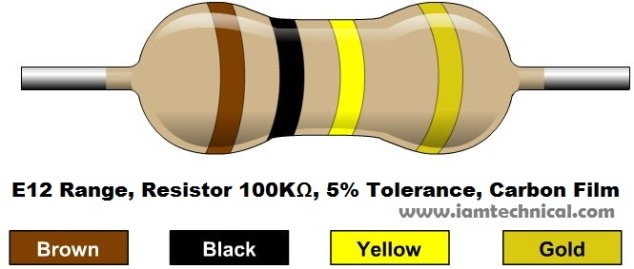 E12 Range, Resistor 100KΩ, 5% Tolerance, Carbon Film
www.iamtechnical.com
Brown Black Yellow Gold